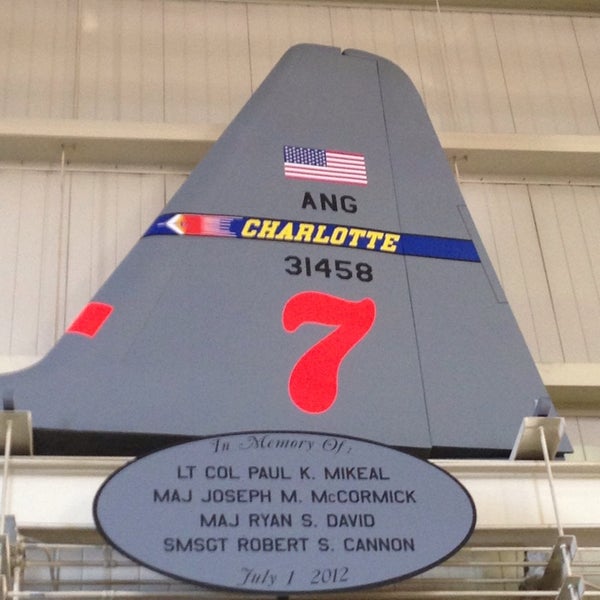 ANG
CHARLOTTE
31458
7
In Memory Of:
LT COL PAUL K. MIKEAL
MAJ JOSEPH M. McCORMICK
MAJ RYAN S. DAVID
SMSGT ROBERT S. CANNON
July 1 2012